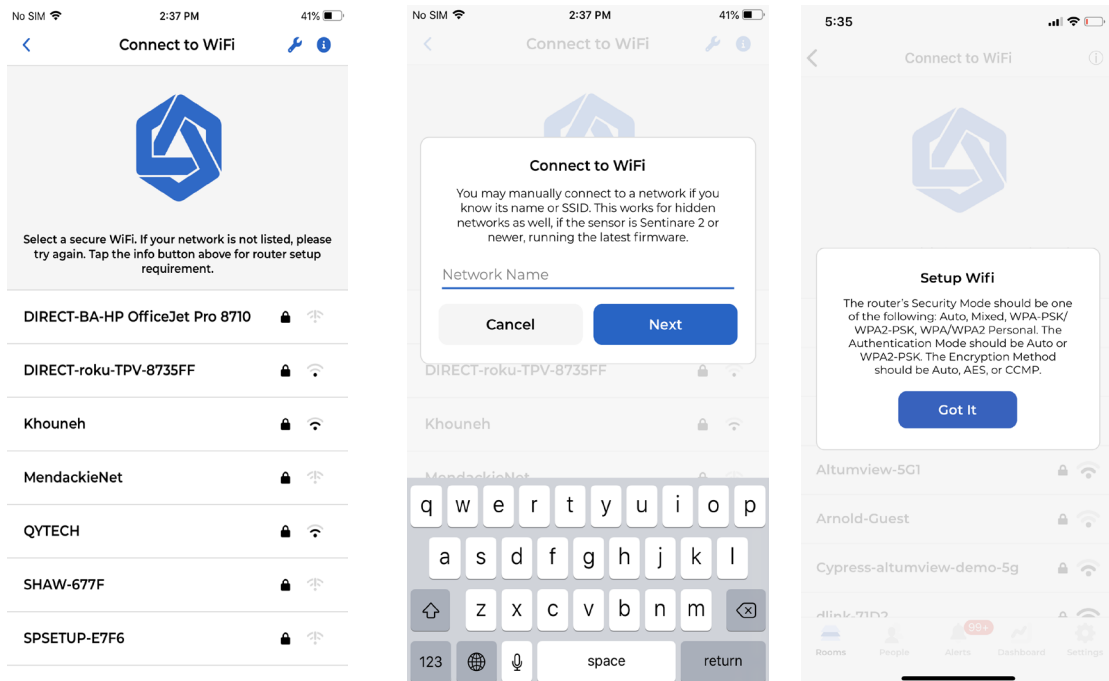 No SIM 2:37 PM 41%
Connect to WiFi
Select a secure WiFi. If your network is not listed, please
try again. Tap the info button above for router setup
requirement.
DIRECT-BA-HP OfficeJet Pro 8710
DIRECT-roku-TPV-8735FF
Khouneh
MendackieNet
QYTECH
SHAW-677F
SPSETUP-E7F6
No SIM 2:37 PM 41%
Connect to WiFi
Connect to WiFi
You may manually connect to a network if you
know its name or SSID. This works for hidden
networks as well, if the sensor is Sentinare 2 or
newer, running the latest firmware.
Network Name
Cancel Next
DIRECT-roku-TPV-8735FF
Khouneh
MendackieNet
q w e r t y u i o p
a s d f g h j k l
z x c v b n m
123 space return
5:35
Connect to WiFi
Setup Wifi
The router's Security Mode should be one
of the following: Auto, Mixed, WPA-PSK/
WPA2-PSK, WPA/WPA2 Personal. The
Authentication Mode should be Auto or
WPA2-PSK. The Encryption Method
should be Auto, AES, or CCMP.
Got It
Altumview-5G1
Arnold-Guest
Cypress-altumview-demo-5g
dlink-71D2
99+
Rooms People Alerts Dashboard Settings